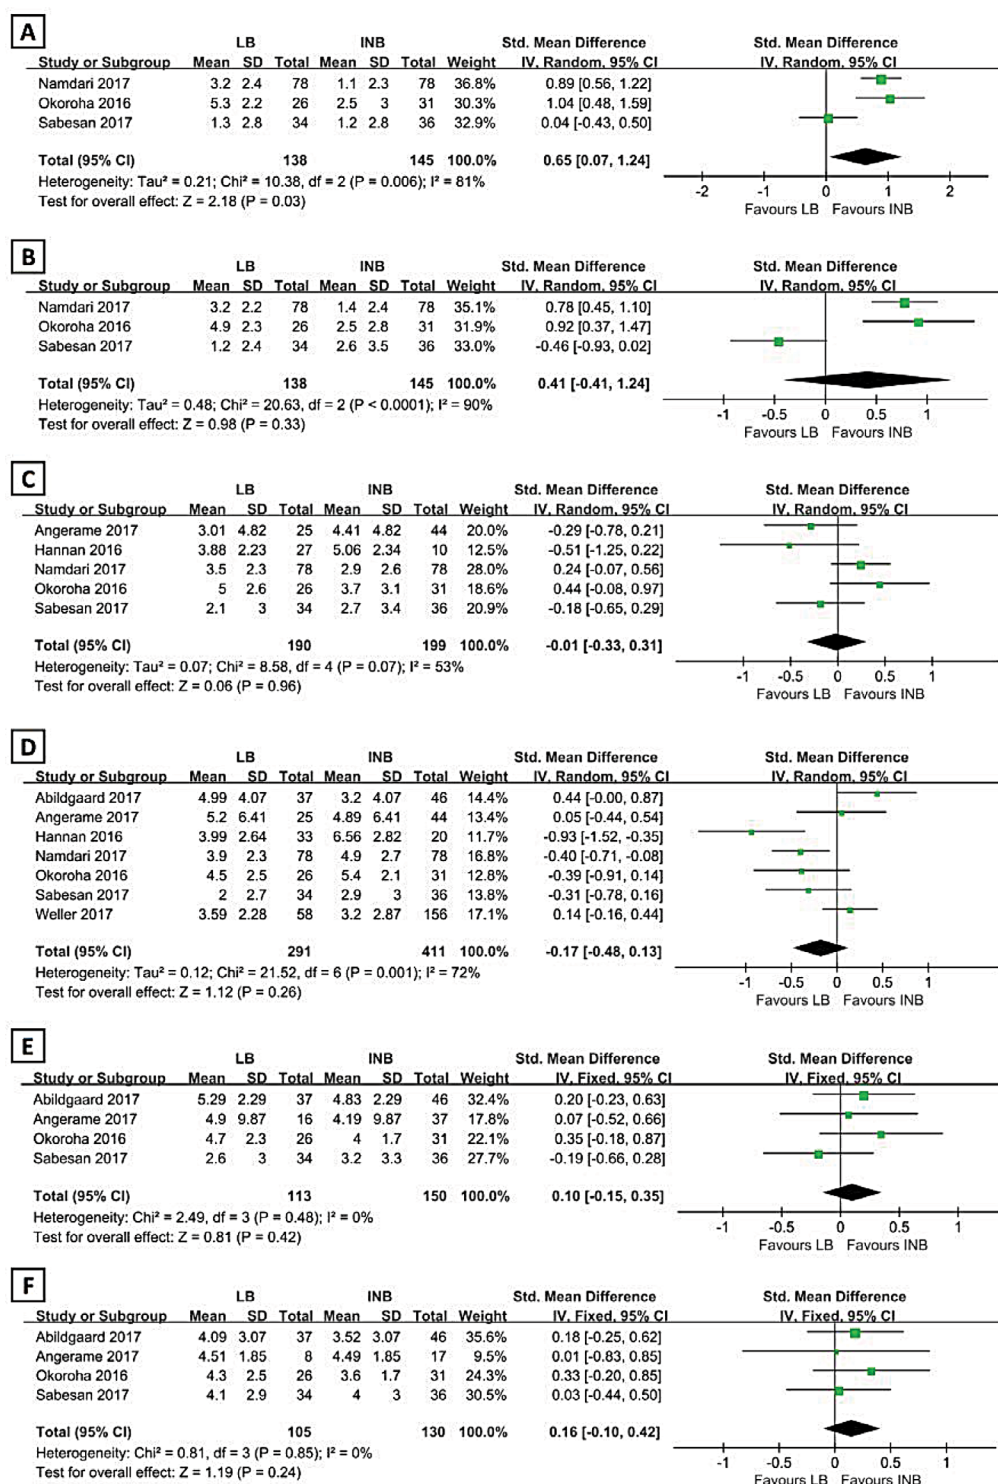 A
LB INB Std. Mean Difference Std. Mean Difference
Study or Subgroup Mean SD Total Mean SD Total Weight IV, Random, 95% CI IV, Random, 95% CI
Namdari 2017 3.2 2.4 78 1.1 2.3 78 36.8% 0.89 [0.56, 1.22]
Okoroha 2016 5.3 2.2 26 2.5 3 31 30.3% 1.04 [0.48, 1.59]
Sabesan 2017 1.3 2.8 34 1.2 2.8 36 32.9% 0.04 [-0.43, 0.50]
Total (95% CI) 138 145 100.0% 0.65 [0.07, 1.24]
Heterogeneity: Tau² = 0.21; Chi² = 10.38, df = 2 (P = 0.006); I² = 81%
Test for overall effect: Z = 2.18 (P = 0.03)
-2 -1 0 1 2
Favours LB Favours INB
B
LB INB Std. Mean Difference Std. Mean Difference
Study or Subgroup Mean SD Total Mean SD Total Weight IV, Random, 95% CI IV, Random, 95% CI
Namdari 2017 3.2 2.2 78 1.4 2.4 78 35.1% 0.78 [0.45, 1.10]
Okoroha 2016 4.9 2.3 26 2.5 2.8 31 31.9% 0.92 [0.37, 1.47]
Sabesan 2017 1.2 2.4 34 2.6 3.5 36 33.0% -0.46 [-0.93, 0.02]
Total (95% CI) 138 145 100.0% 0.41 [-0.41, 1.24]
Heterogeneity: Tau² = 0.48; Chi² = 20.63, df = 2 (P < 0.0001); I² = 90%
Test for overall effect: Z = 0.98 (P = 0.33)
-1 -0.5 0 0.5 1
Favours LB Favours INB
C
LB INB Std. Mean Difference Std. Mean Difference
Study or Subgroup Mean SD Total Mean SD Total Weight IV, Random, 95% CI IV, Random, 95% CI
Angerame 2017 3.01 4.82 25 4.41 4.82 44 20.0% -0.29 [-0.78, 0.21]
Hannan 2016 3.88 2.23 27 5.06 2.34 10 12.5% -0.51 [-1.25, 0.22]
Namdari 2017 3.5 2.3 78 2.9 2.6 78 28.0% 0.24 [-0.07, 0.56]
Okoroha 2016 5 2.6 26 3.7 3.1 31 18.6% 0.44 [-0.08, 0.97]
Sabesan 2017 2.1 3 34 2.7 3.4 36 20.9% -0.18 [-0.65, 0.29]
Total (95% CI) 190 199 100.0% -0.01 [-0.33, 0.31]
Heterogeneity: Tau² = 0.07; Chi² = 8.58, df = 4 (P = 0.07); I² = 53%
Test for overall effect: Z = 0.06 (P = 0.96)
-1 -0.5 0 0.5 1
Favours LB Favours INB
D
LB INB Std. Mean Difference Std. Mean Difference
Study or Subgroup Mean SD Total Mean SD Total Weight IV, Random, 95% CI IV, Random, 95% CI
Abildgaard 2017 4.99 4.07 37 3.2 4.07 46 14.4% 0.44 [-0.00, 0.87]
Angerame 2017 5.2 6.41 25 4.89 6.41 44 13.4% 0.05 [-0.44, 0.54]
Hannan 2016 3.99 2.64 33 6.56 2.82 20 11.7% -0.93 [-1.52, -0.35]
Namdari 2017 3.9 2.3 78 4.9 2.7 78 16.8% -0.40 [-0.71, -0.08]
Okoroha 2016 4.5 2.5 26 5.4 2.1 31 12.8% -0.39 [-0.91, 0.14]
Sabesan 2017 2 2.7 34 2.9 3 36 13.8% -0.31 [-0.78, 0.16]
Weller 2017 3.59 2.28 58 3.2 2.87 156 17.1% 0.14 [-0.16, 0.44]
Total (95% CI) 291 411 100.0% -0.17 [-0.48, 0.13]
Heterogeneity: Tau² = 0.12; Chi² = 21.52, df = 6 (P = 0.001); I² = 72%
Test for overall effect: Z = 1.12 (P = 0.26)
-1 -0.5 0 0.5 1
Favours LB Favours INB
E
LB INB Std. Mean Difference Std. Mean Difference
Study or Subgroup Mean SD Total Mean SD Total Weight IV, Fixed, 95% CI IV, Fixed, 95% CI
Abildgaard 2017 5.29 2.29 37 4.83 2.29 46 32.4% 0.20 [-0.23, 0.63]
Angerame 2017 4.9 9.87 16 4.19 9.87 37 17.8% 0.07 [-0.52, 0.66]
Okoroha 2016 4.7 2.3 26 4 1.7 31 22.1% 0.35 [-0.18, 0.87]
Sabesan 2017 2.6 3 34 3.2 3.3 36 27.7% -0.19 [-0.66, 0.28]
Total (95% CI) 113 150 100.0% 0.10 [-0.15, 0.35]
Heterogeneity: Chi² = 2.49, df = 3 (P = 0.48); I² = 0%
Test for overall effect: Z = 0.81 (P = 0.42)
-1 -0.5 0 0.5 1
Favours LB Favours INB
F
LB INB Std. Mean Difference Std. Mean Difference
Study or Subgroup Mean SD Total Mean SD Total Weight IV, Fixed, 95% CI IV, Fixed, 95% CI
Abildgaard 2017 4.09 3.07 37 3.52 3.07 46 35.6% 0.18 [-0.25, 0.62]
Angerame 2017 4.51 1.85 8 4.49 1.85 17 9.5% 0.01 [-0.83, 0.85]
Okoroha 2016 4.3 2.5 26 3.6 1.7 31 24.3% 0.33 [-0.20, 0.85]
Sabesan 2017 4.1 2.9 34 4 3 36 30.5% 0.03 [-0.44, 0.50]
Total (95% CI) 105 130 100.0% 0.16 [-0.10, 0.42]
Heterogeneity: Chi² = 0.81, df = 3 (P = 0.85); I² = 0%
Test for overall effect: Z = 1.19 (P = 0.24)
-1 -0.5 0 0.5 1
Favours LB Favours INB